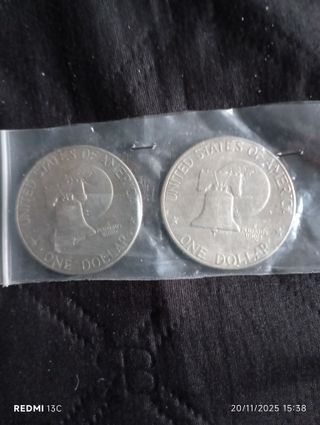 UNITED STATES OF AMERICA
ONE DOLLAR
UNITED STATES OF AMERICA
ONE DOLLAR
REDMI 13C
20/11/2025 15:38